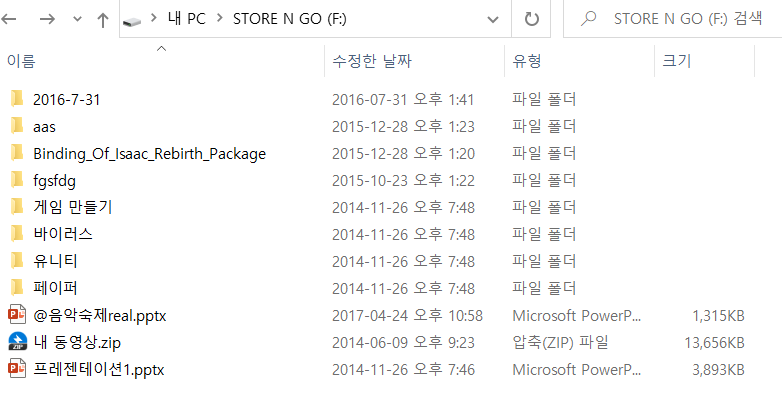 내 PC > STORE N GO (F:) STORE N GO (F:) 검색
이름 수정한 날짜 유형 크기
2016-7-31 2016-07-31 오후 1:41 파일 폴더
aas 2015-12-28 오후 1:23 파일 폴더
Binding_Of_Isaac_Rebirth_Package 2015-12-28 오후 1:20 파일 폴더
fgsfdg 2015-10-23 오후 1:22 파일 폴더
게임 만들기 2014-11-26 오후 7:48 파일 폴더
바이러스 2014-11-26 오후 7:48 파일 폴더
유니티 2014-11-26 오후 7:48 파일 폴더
페이퍼 2014-11-26 오후 7:48 파일 폴더
@음악숙제real.pptx 2017-04-24 오후 10:58 Microsoft PowerP... 1,315KB
ZIP 내 동영상.zip 2014-06-09 오후 9:23 압축(ZIP) 파일 13,656KB
프레젠테이션1.pptx 2014-11-26 오후 7:46 Microsoft PowerP... 3,893KB